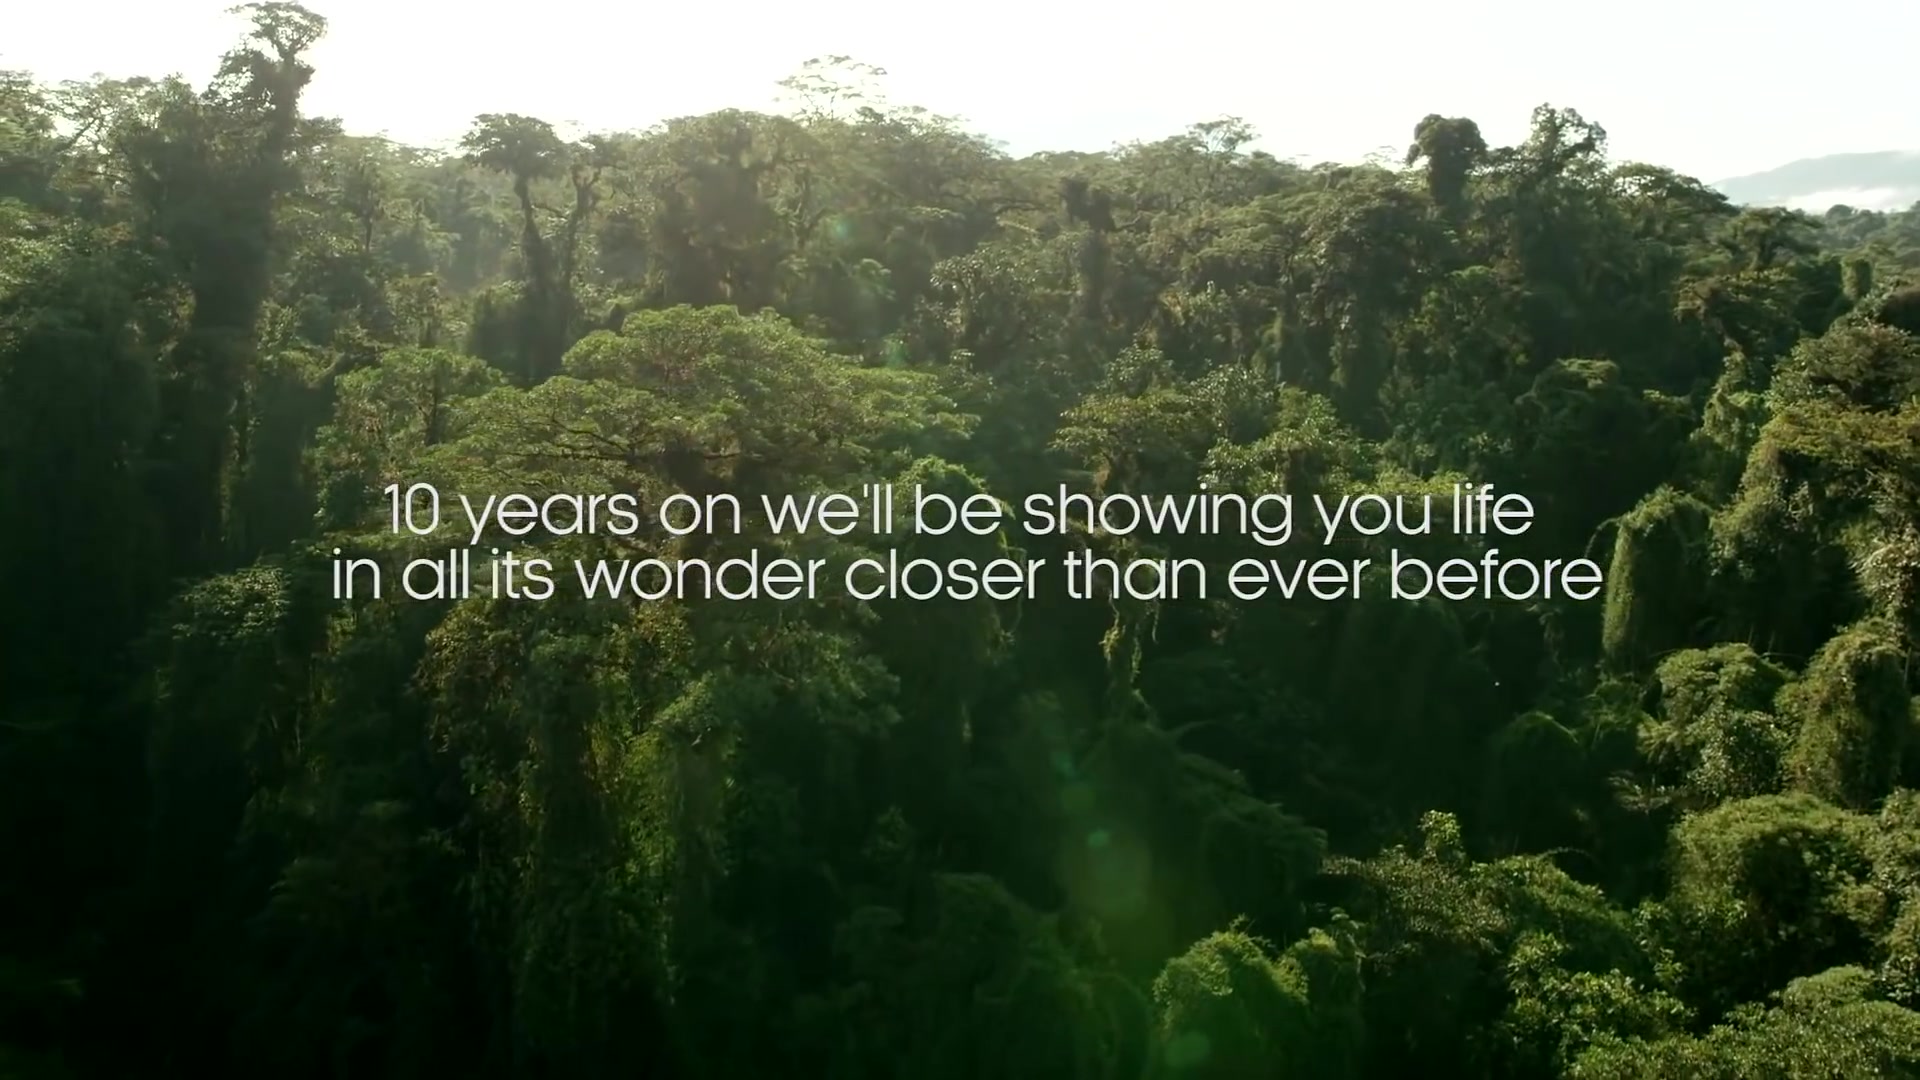 10 years on we'll be showing you life
in all its wonder closer than ever before